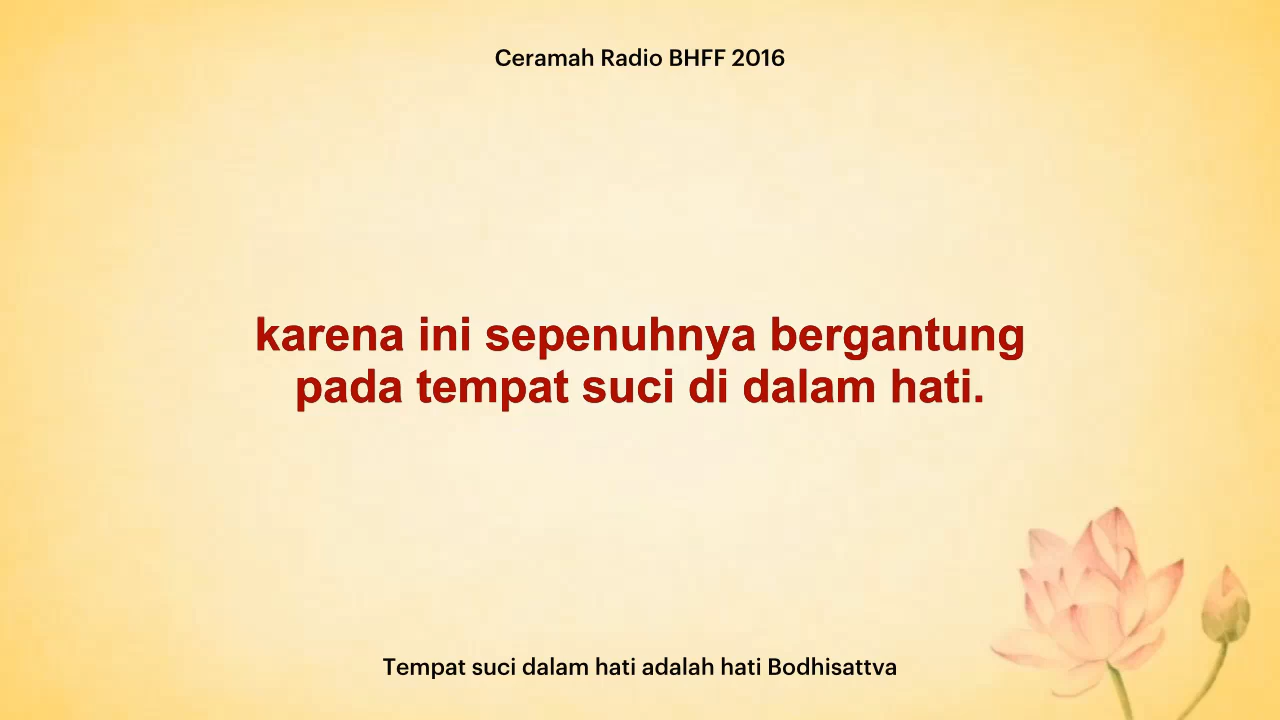 Ceramah Radio BHFF 2016
karena ini sepenuhnya bergantung
pada tempat suci di dalam hati.
Tempat suci dalam hati adalah hati Bodhisattva